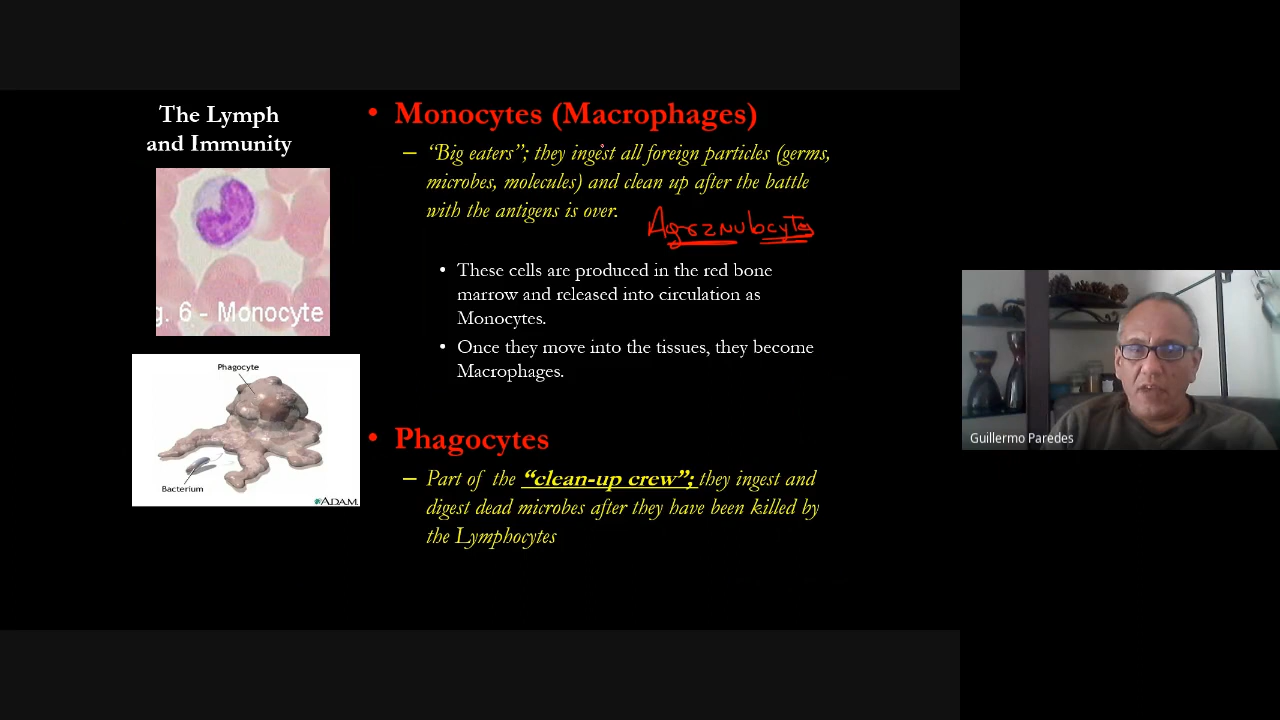 The Lymph
and Immunity
g. 6 - Monocyte
Phagocyte
Bacterium
ADAM.
• Monocytes (Macrophages)
– “Big eaters”; they ingest all foreign particles (germs,
microbes, molecules) and clean up after the battle
with the antigens is over.
• These cells are produced in the red bone
marrow and released into circulation as
Monocytes.
• Once they move into the tissues, they become
Macrophages.
• Phagocytes
– Part of the “clean-up crew”; they ingest and
digest dead microbes after they have been killed by
the Lymphocytes
Guillermo Paredes